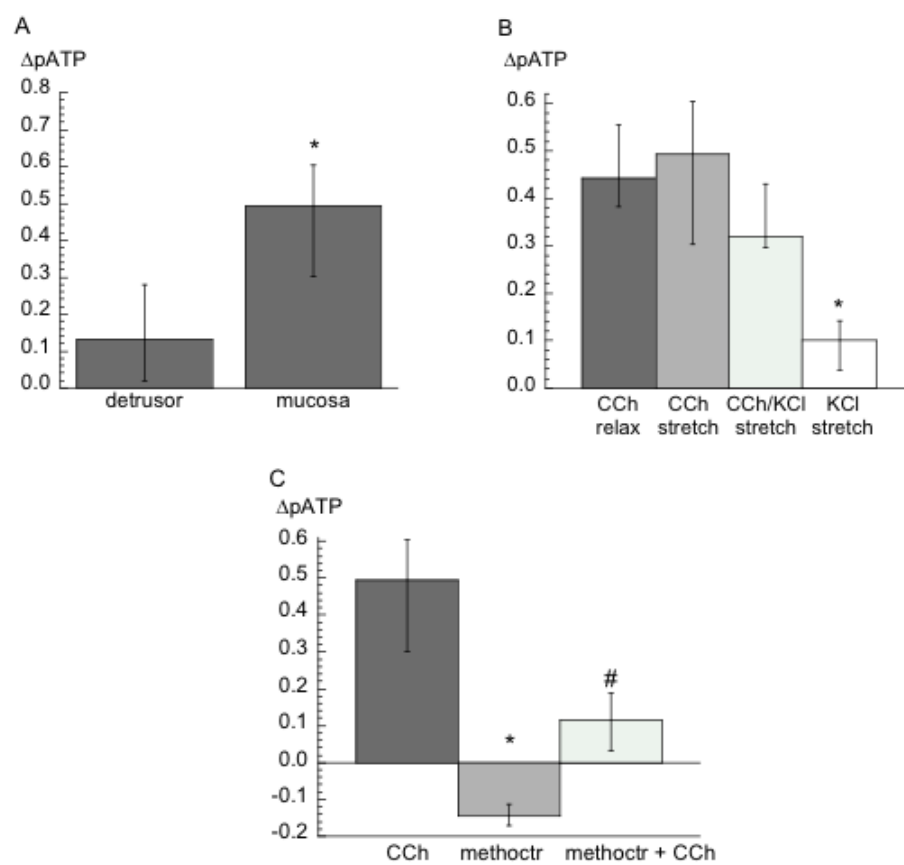 A
ΔpATP
0.8
0.7
0.6
0.5
0.4
0.3
0.2
0.1
0.0
*
detrusor mucosa
B
ΔpATP
0.6
0.5
0.4
0.3
0.2
0.1
0.0
*
CCh CCh CCh/KCl KCl
relax stretch stretch stretch
C
ΔpATP
0.6
0.5
0.4
0.3
0.2
0.1
0.0
-0.1
-0.2
*
#
CCh methoctr methoctr + CCh